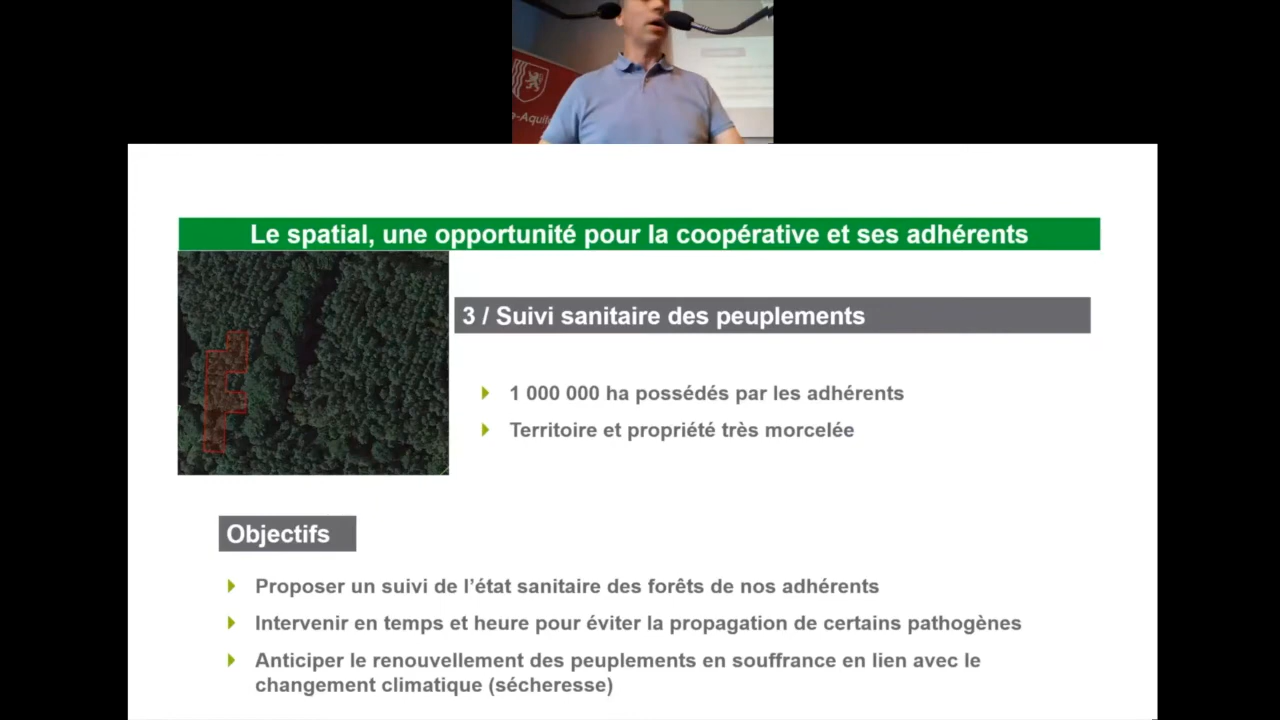 e-Aquit
Le spatial, une opportunité pour la coopérative et ses adhérents
3 / Suivi sanitaire des peuplements
1 000 000 ha possédés par les adhérents
Territoire et propriété très morcelée
Objectifs
Proposer un suivi de l’état sanitaire des forêts de nos adhérents
Intervenir en temps et heure pour éviter la propagation de certains pathogènes
Anticiper le renouvellement des peuplements en souffrance en lien avec le
changement climatique (sécheresse)